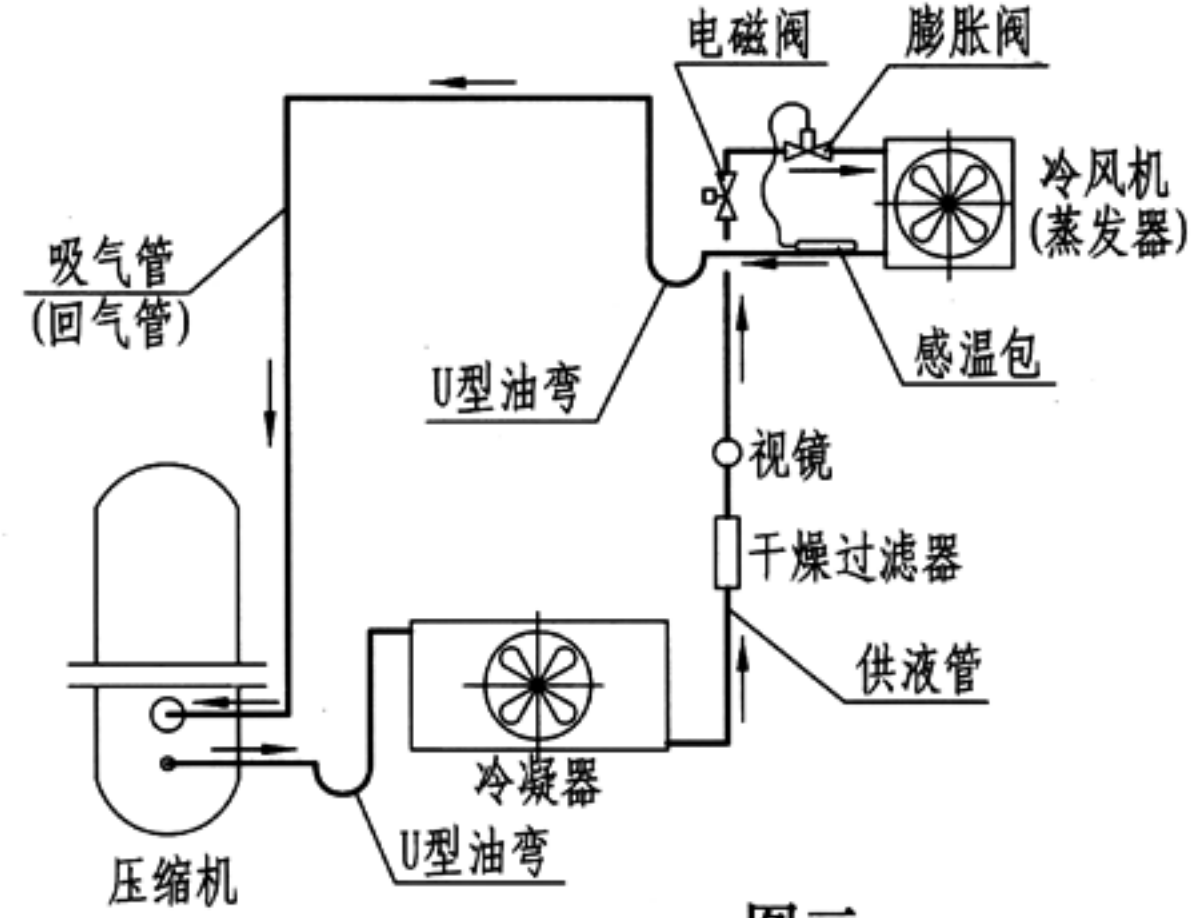 电磁阀
膨胀阀
冷风机
(蒸发器)
吸气管
(回气管)
U型油弯
感温包
视镜
干燥过滤器
供液管
冷凝器
U型油弯
压缩机